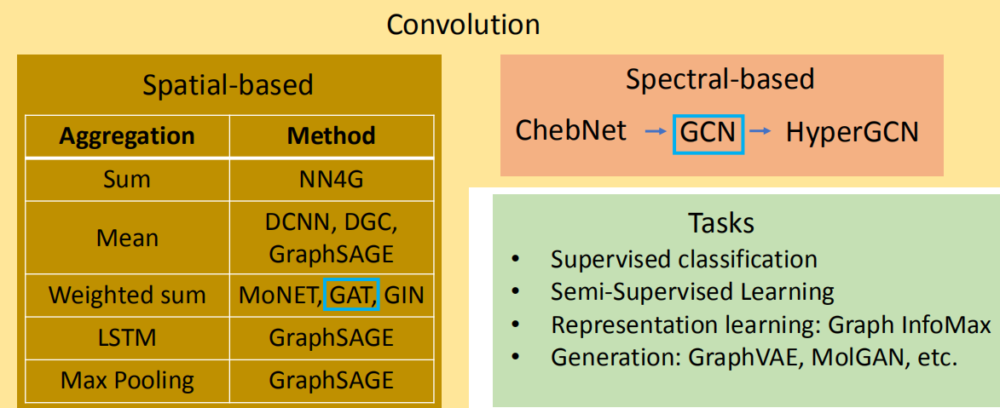 Convolution
Spatial-based
Aggregation Method
Sum NN4G
Mean DCNN, DGC,
GraphSAGE
Weighted sum MoNET, GAT, GIN
LSTM GraphSAGE
Max Pooling GraphSAGE
Spectral-based
ChebNet → GCN → HyperGCN
Tasks
• Supervised classification
• Semi-Supervised Learning
• Representation learning: Graph InfoMax
• Generation: GraphVAE, MolGAN, etc.